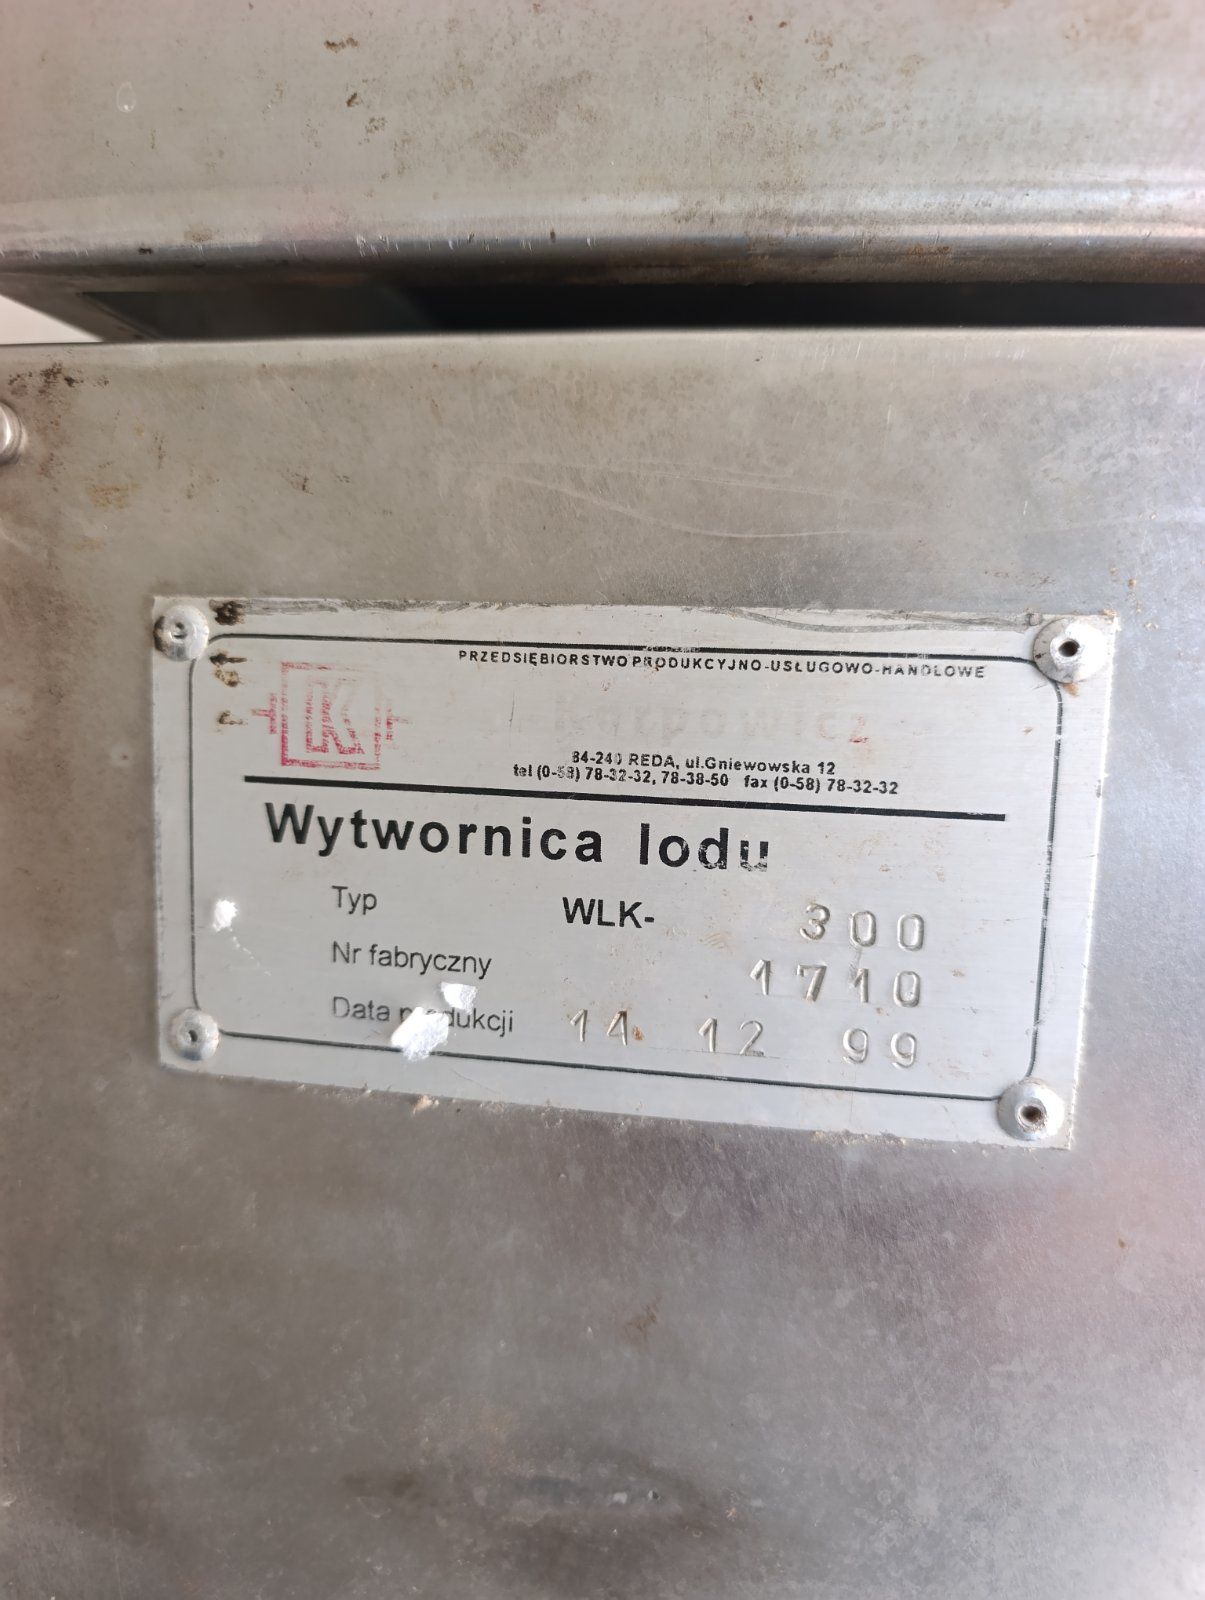 PRZEDSIĘBIORSTWO PRODUKCYJNO-USŁUGOWO-HANDLOWE
84-240 REDA, ul.Gniewowska 12
tel (0-58) 78-32-32, 78-38-50 fax (0-58) 78-32-32
Wytwornica lodu
Typ WLK- 300
Nr fabryczny 1710
Data produkcji 14 12 99